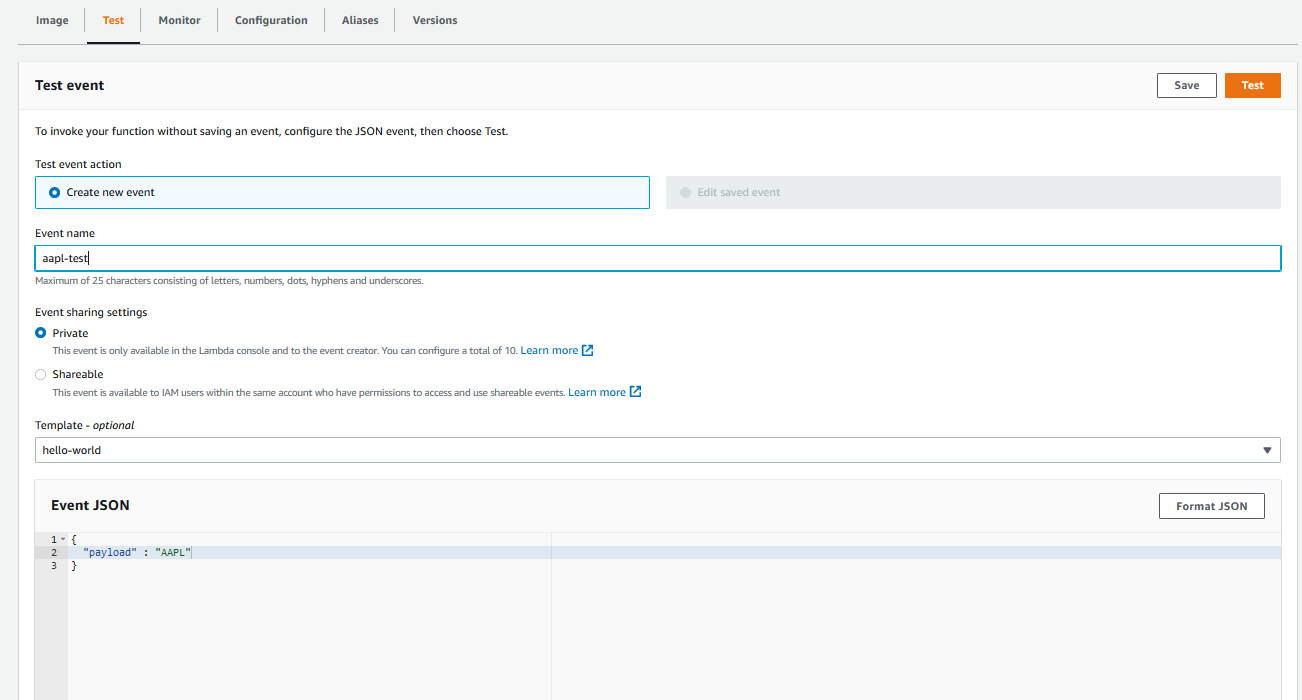 Image Test Monitor Configuration Aliases Versions
Test event Save Test
To invoke your function without saving an event, configure the JSON event, then choose Test.
Test event action
Create new event Edit saved event
Event name
aapl-test
Maximum of 25 characters consisting of letters, numbers, dots, hyphens and underscores.
Event sharing settings
Private
This event is only available in the Lambda console and to the event creator. You can configure a total of 10. Learn more
Shareable
This event is available to IAM users within the same account who have permissions to access and use shareable events. Learn more
Template - optional
hello-world
Event JSON Format JSON
1 {
2 "payload" : "AAPL"
3 }